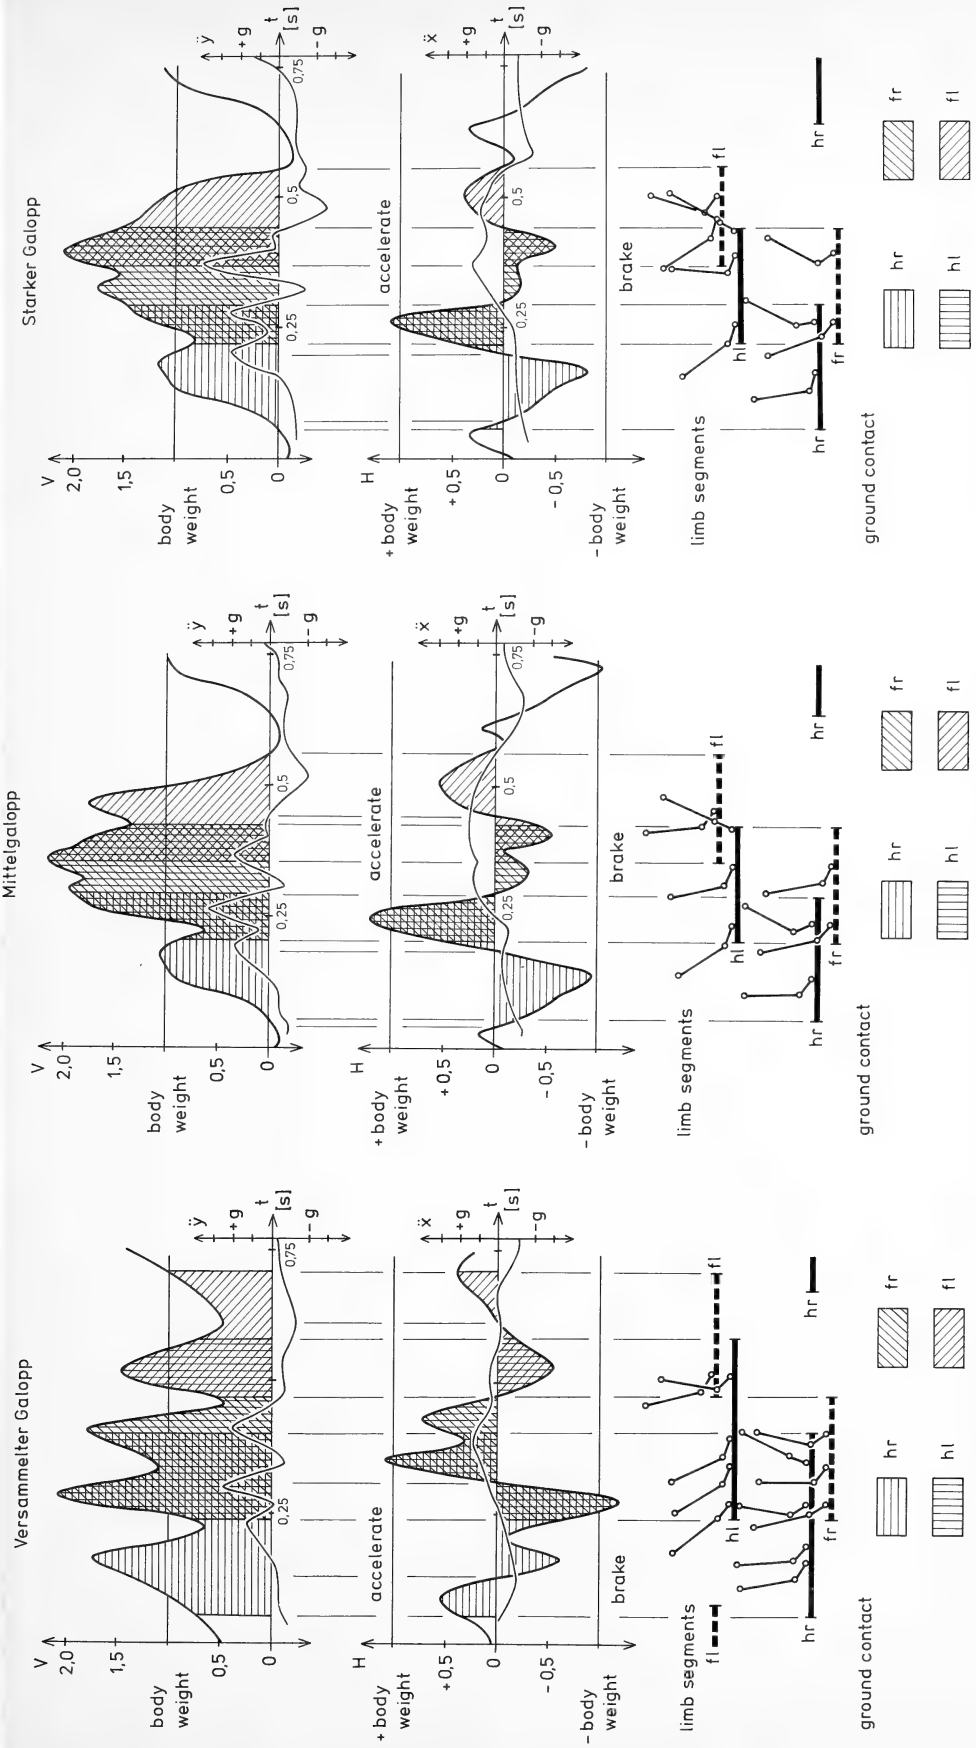 Versammelter Galopp
V
2,0
1,5
body
weight
0,5
0
ÿ
+g
t
[s]
-g
0,25
0,75
H
+ body
weight
+0,5
0
-0,5
- body
weight
accelerate
brake
ẍ
+g
t
[s]
-g
limb segments
fl
fl
hl
hr
hr
fr
ground contact
hr
fr
hl
fl
Mittelgalopp
V
2,0
1,5
body
weight
0,5
0
ÿ
+g
t
[s]
-g
0,25
0,5
0,75
H
+ body
weight
+0,5
0
-0,5
- body
weight
accelerate
brake
ẍ
+g
t
[s]
-g
0,25
0,5
0,75
limb segments
fl
hl
hr
hr
fr
ground contact
hr
fr
hl
fl
Starker Galopp
V
2,0
1,5
body
weight
0,5
0
ÿ
+g
t
[s]
-g
0,25
0,5
0,75
H
+ body
weight
+0,5
0
-0,5
- body
weight
accelerate
brake
ẍ
+g
t
[s]
-g
0,25
0,5
0,75
limb segments
fl
hl
hr
hr
fr
ground contact
hr
fr
hl
fl